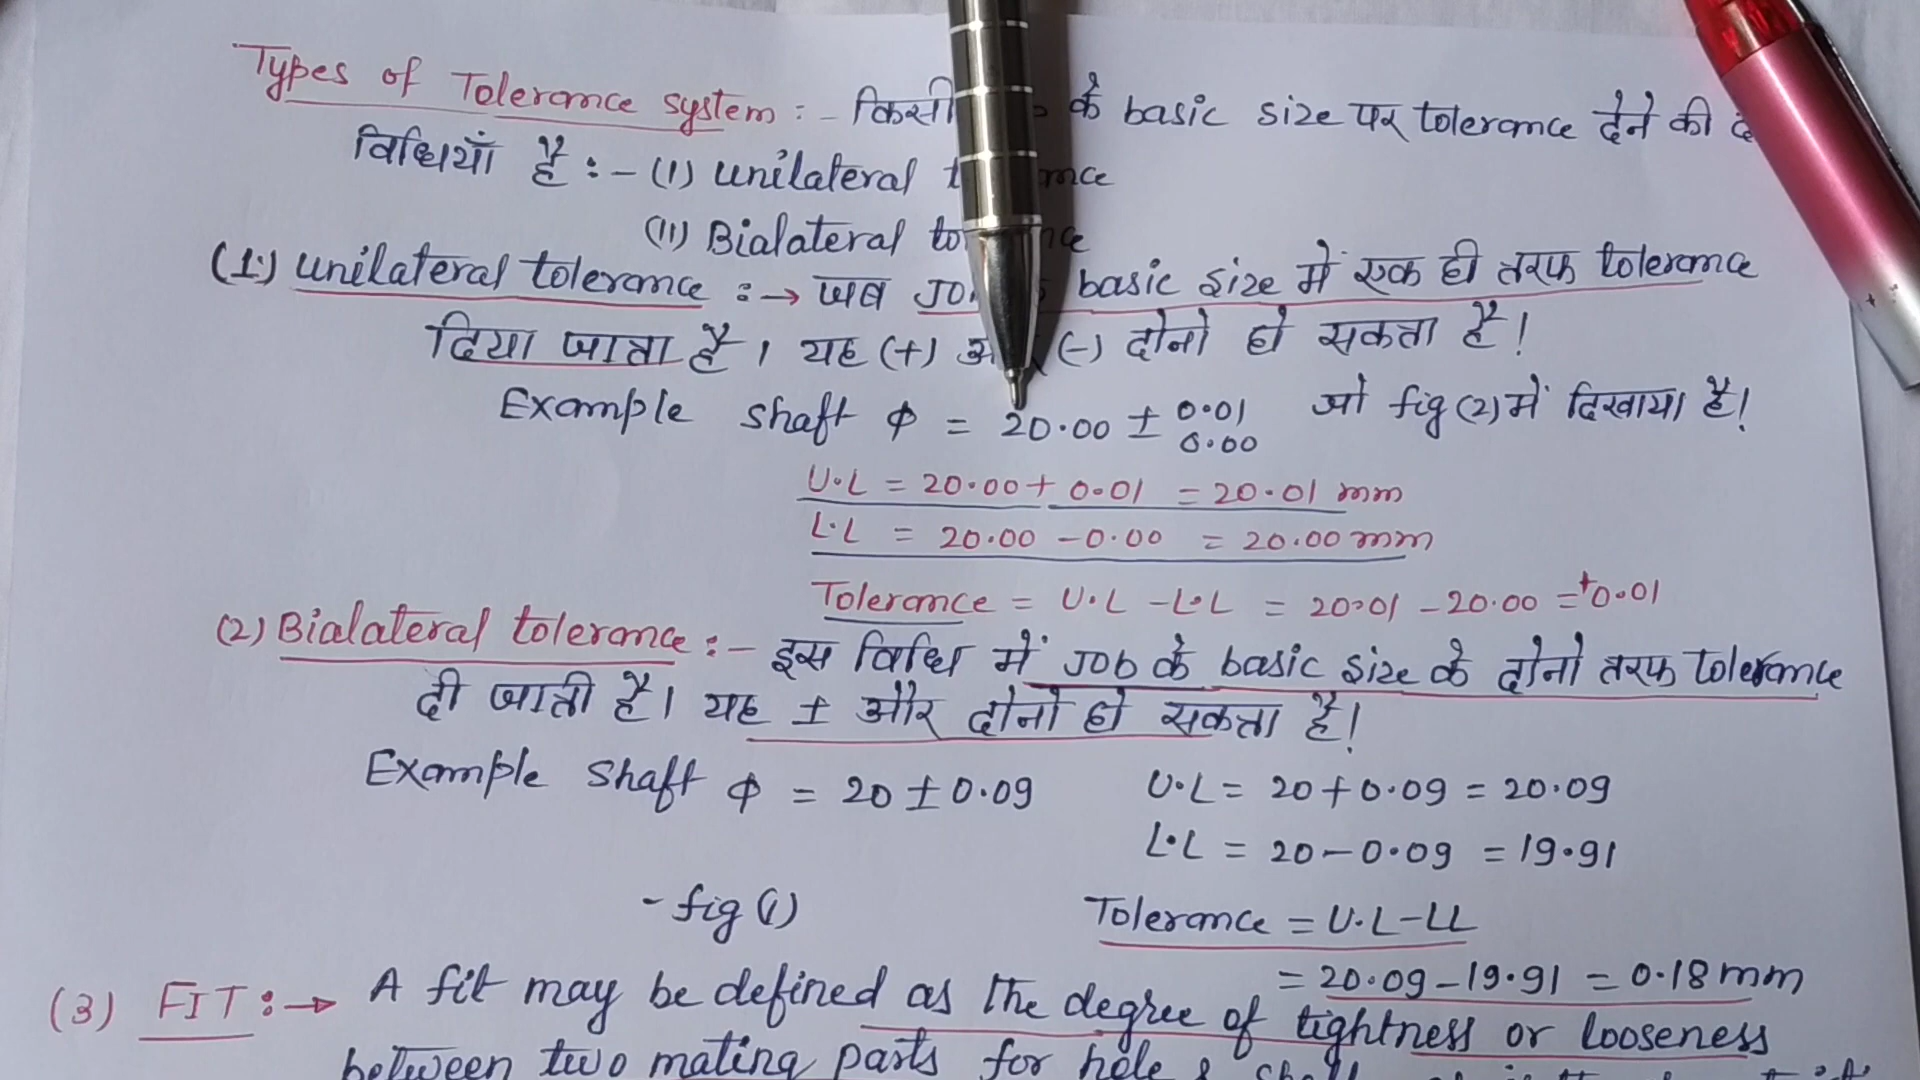 Types of Tolerance system :- किसी के basic size पर tolerance देने की
विधियाँ हैं :- (I) unilateral
(II) Bialateral
(1.) unilateral tolerance :→ जब basic size में एक ही तरफ tolerance
दिया जाता है । यह (+) (-) दोनो हो सकता है !
Example shaft ϕ = 20.00 ± 0.01 जो fig (2) में दिखाया है !
0.00
U.L = 20.00 + 0.01 = 20.01 mm
L.L = 20.00 - 0.00 = 20.00 mm
Tolerance = U.L - L.L = 20.01 - 20.00 = +0.01
(2) Bialateral tolerance :- इस विधि में Job के basic size के दोनो तरफ tolerance
दी जाती है । यह ± और दोनो हो सकता है !
Example shaft ϕ = 20 ± 0.09 U.L = 20 + 0.09 = 20.09
L.L = 20 - 0.09 = 19.91
- fig (1) Tolerance = U.L - LL
= 20.09 - 19.91 = 0.18 mm
(3) FIT :→ A fit may be defined as the degree of tightness or looseness
between two mating parts for hole &